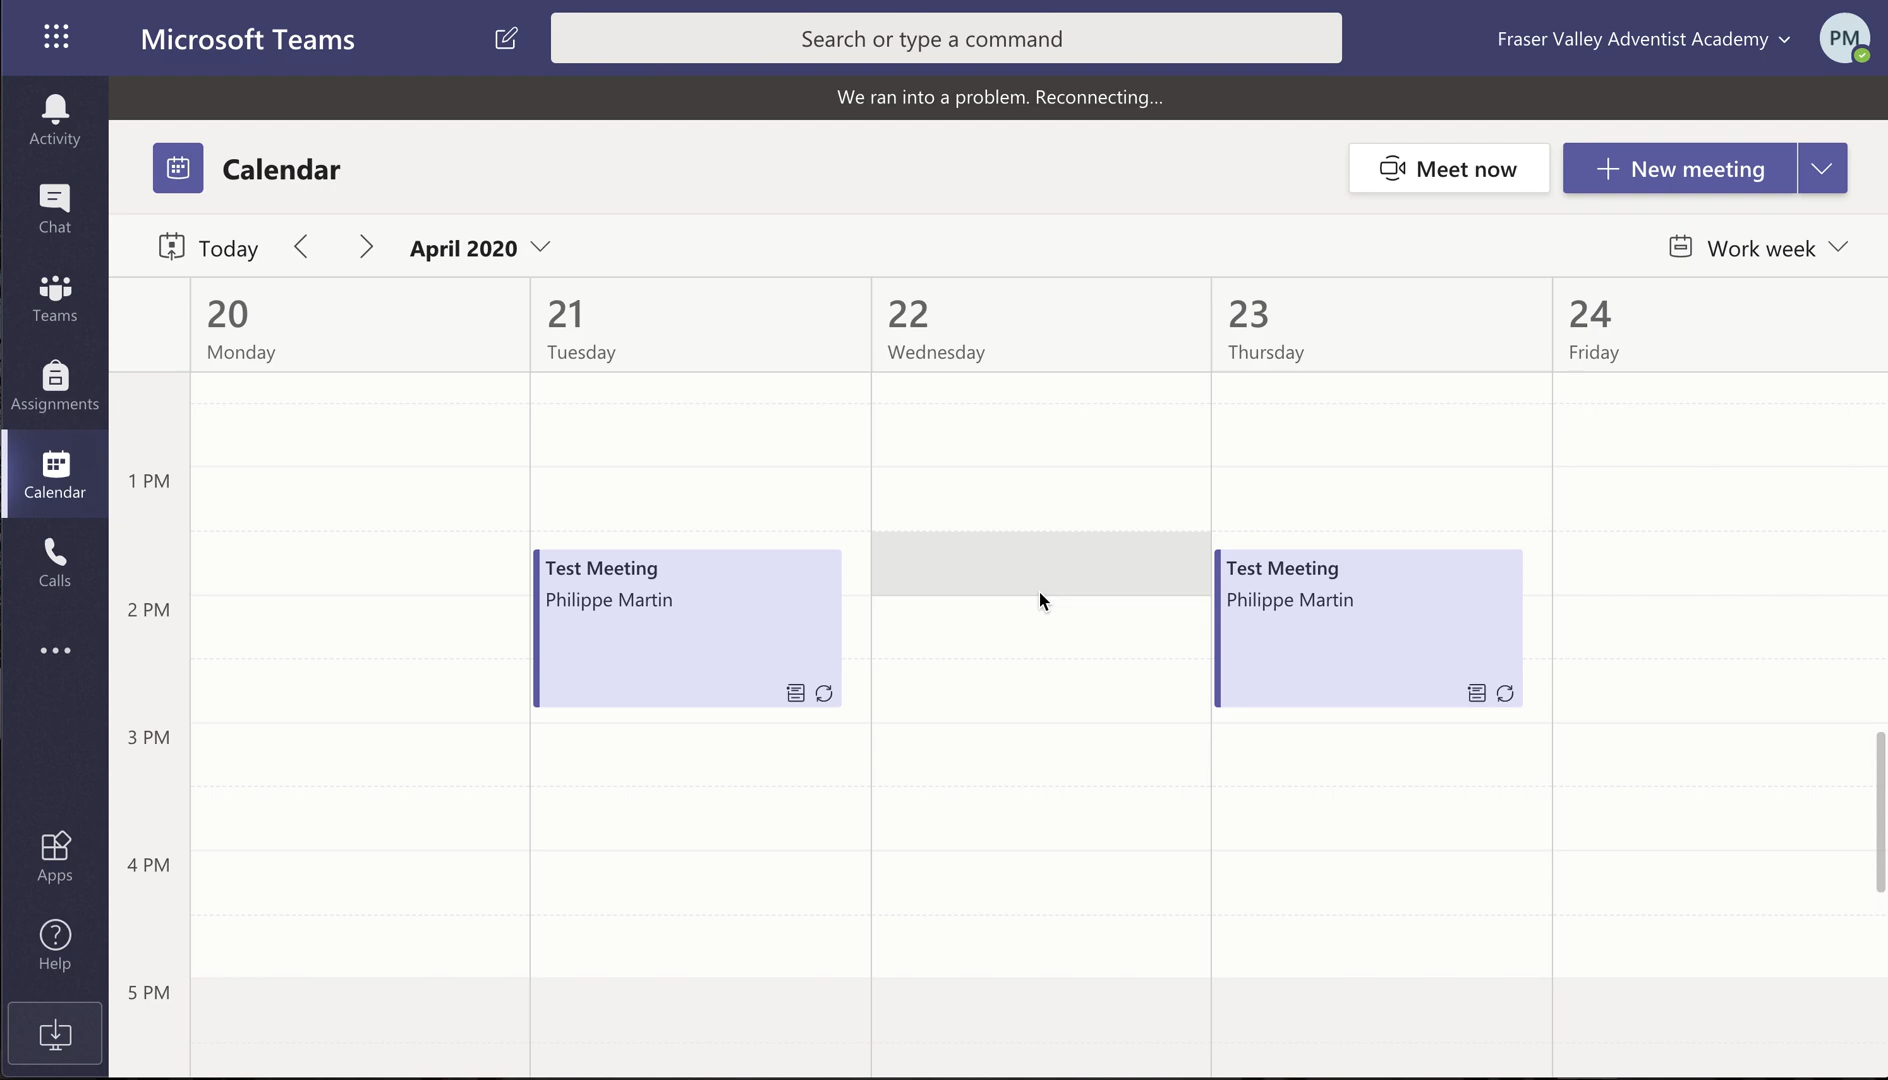 Microsoft Teams
Search or type a command
Fraser Valley Adventist Academy
PM
We ran into a problem. Reconnecting...
Activity
Chat
Teams
Assignments
Calendar
Calls
Apps
Help
Calendar
Meet now
New meeting
Today
April 2020
Work week
20
Monday
21
Tuesday
22
Wednesday
23
Thursday
24
Friday
1 PM
2 PM
3 PM
4 PM
5 PM
Test Meeting
Philippe Martin
Test Meeting
Philippe Martin